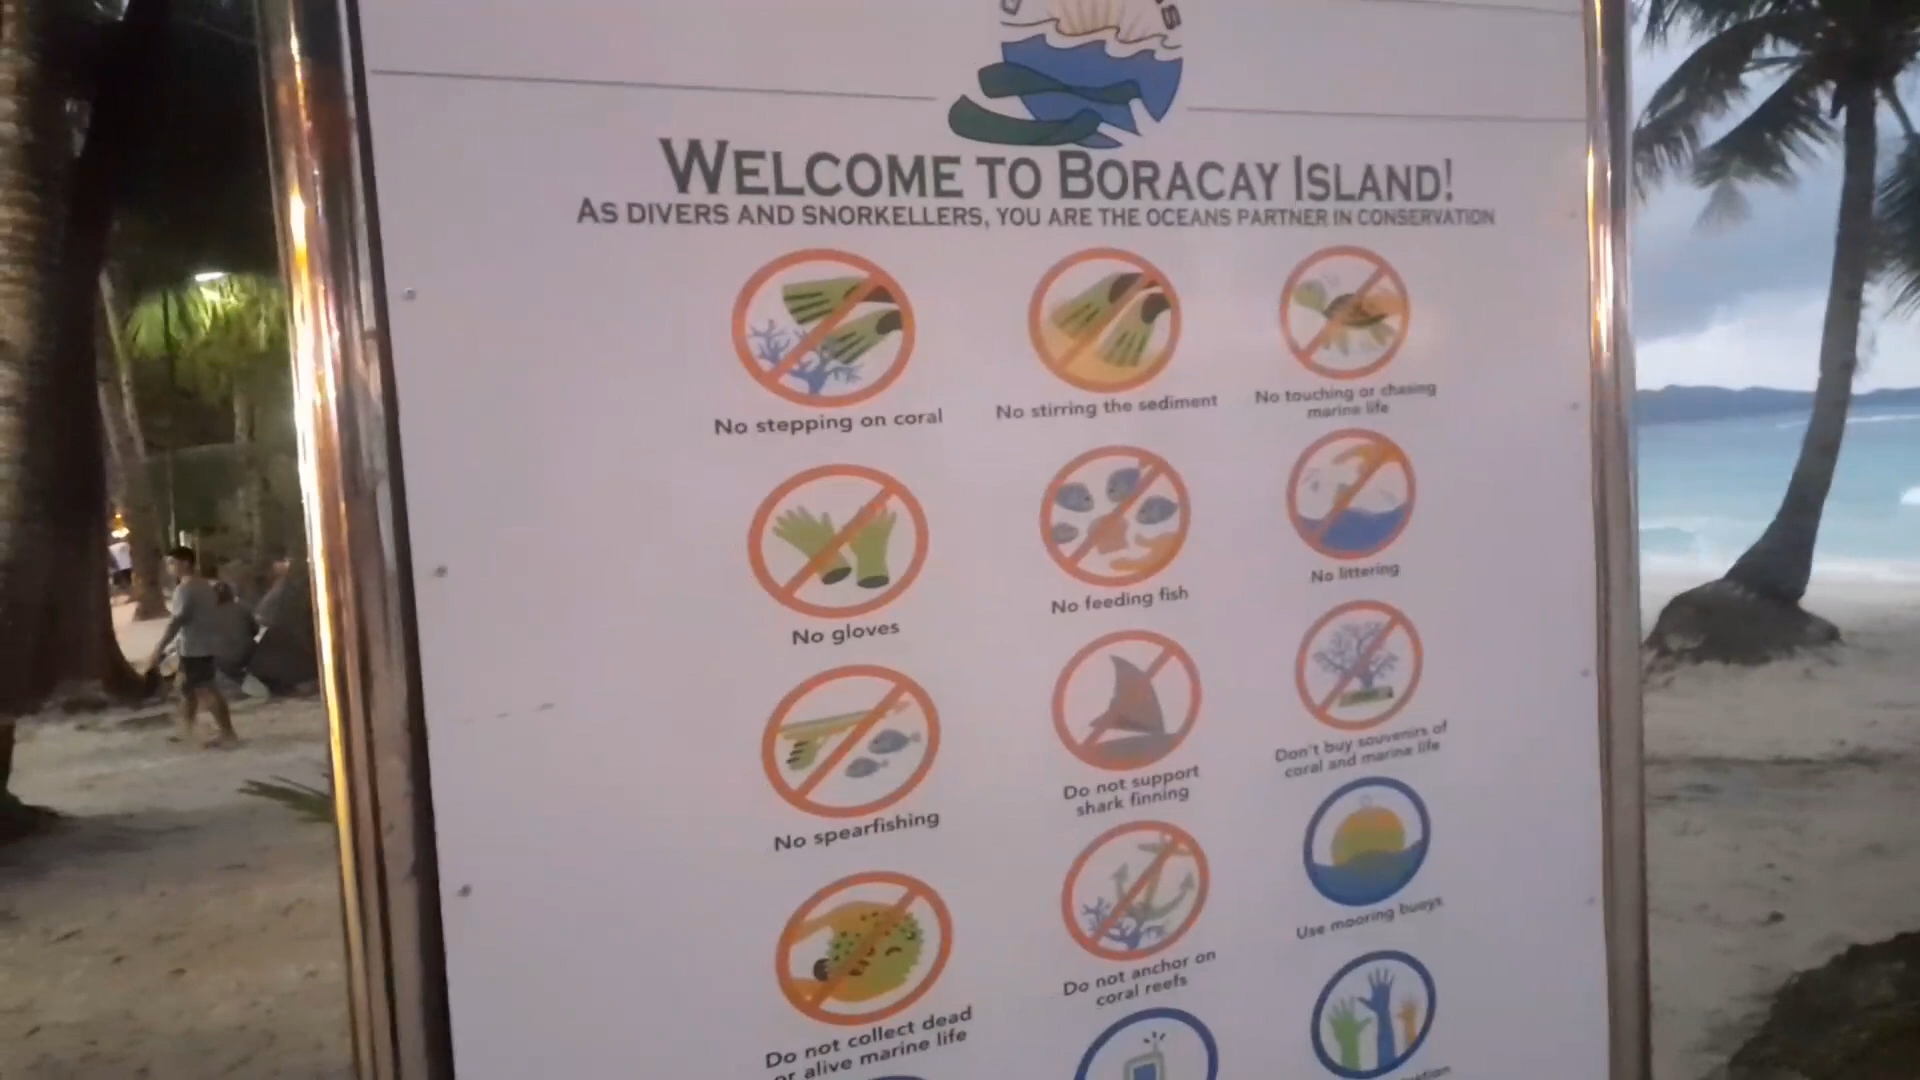 WELCOME TO BORACAY ISLAND!
AS DIVERS AND SNORKELLERS, YOU ARE THE OCEANS PARTNER IN CONSERVATION
No stepping on coral
No stirring the sediment
No touching or chasing
marine life
No gloves
No feeding fish
No littering
No spearfishing
Do not support
shark finning
Don't buy souvenirs of
coral and marine life
Do not collect dead
or alive marine life
Do not anchor on
coral reefs
Use mooring buoys